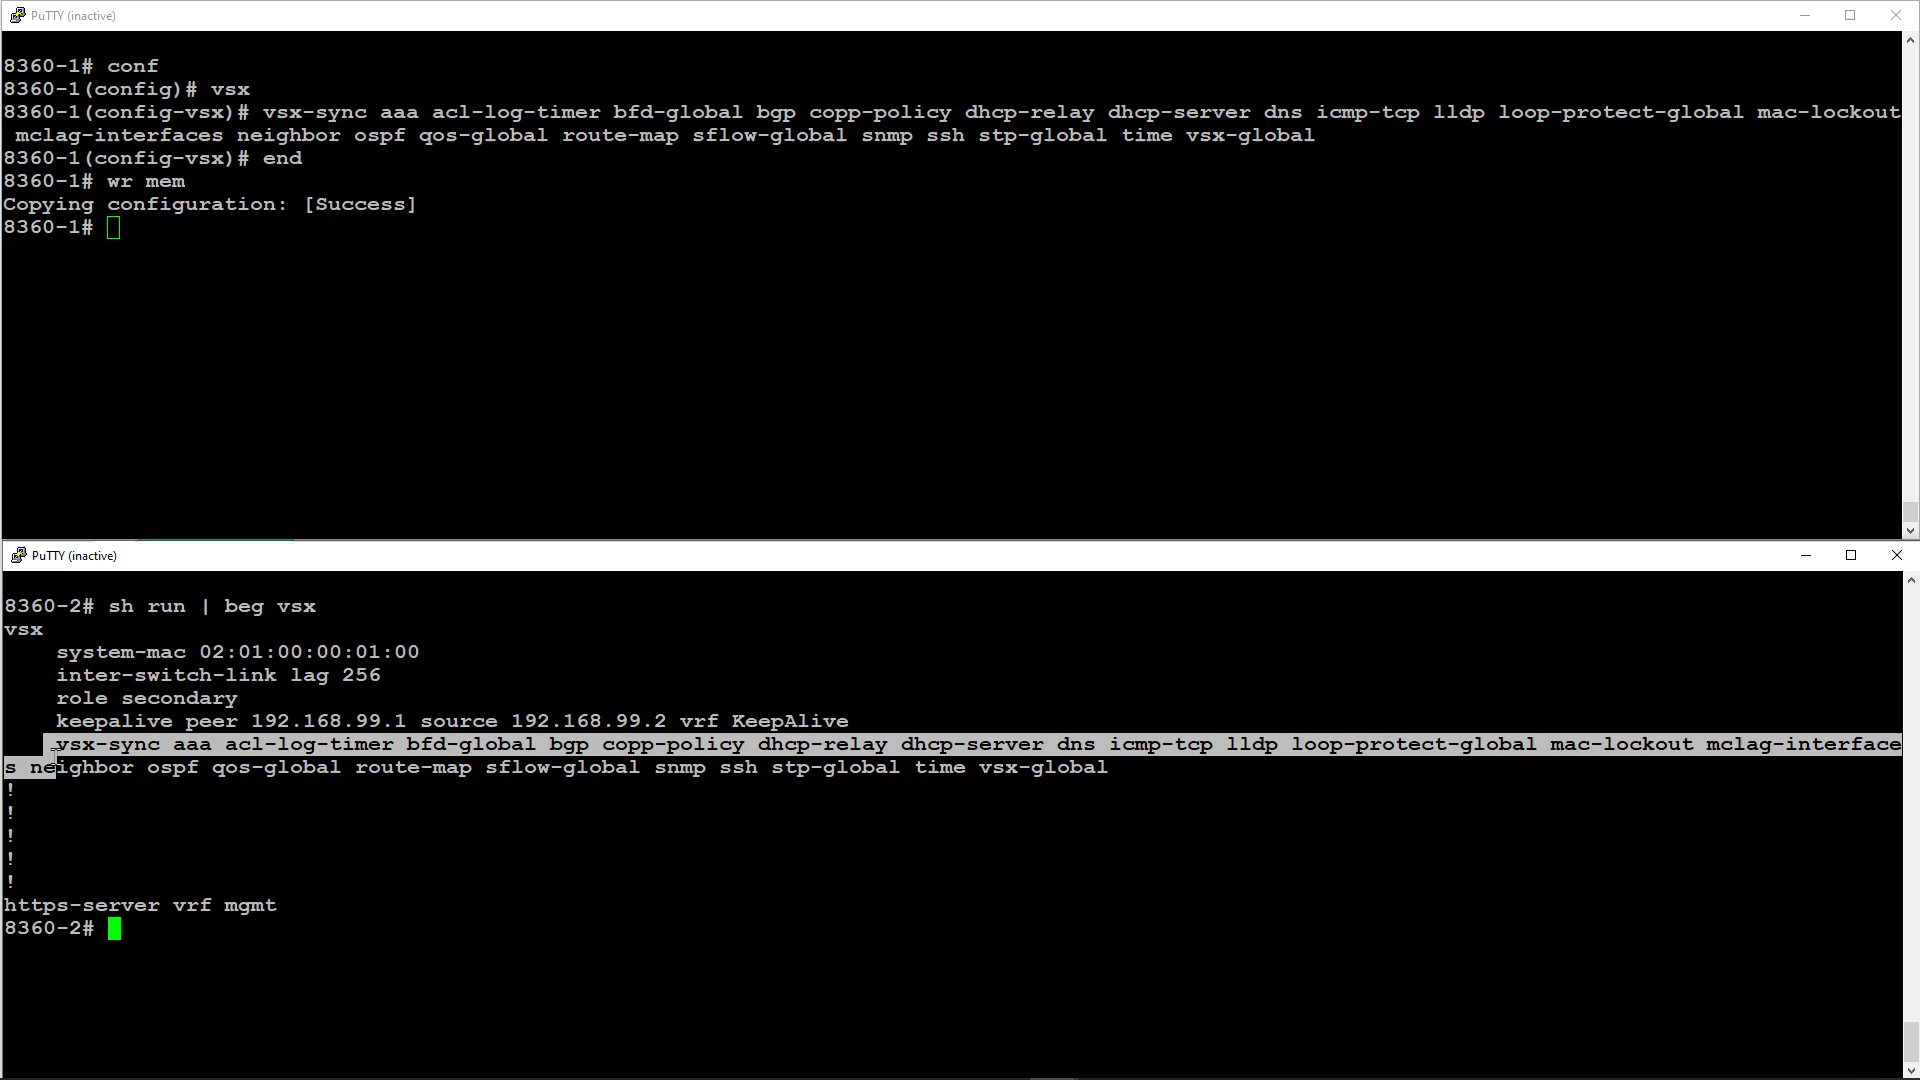 PuTTY (inactive)
8360-1# conf
8360-1(config)# vsx
8360-1(config-vsx)# vsx-sync aaa acl-log-timer bfd-global bgp copp-policy dhcp-relay dhcp-server dns icmp-tcp lldp loop-protect-global mac-lockout
mclag-interfaces neighbor ospf qos-global route-map sflow-global snmp ssh stp-global time vsx-global
8360-1(config-vsx)# end
8360-1# wr mem
Copying configuration: [Success]
8360-1#
PuTTY (inactive)
8360-2# sh run | beg vsx
vsx
system-mac 02:01:00:00:01:00
inter-switch-link lag 256
role secondary
keepalive peer 192.168.99.1 source 192.168.99.2 vrf KeepAlive
vsx-sync aaa acl-log-timer bfd-global bgp copp-policy dhcp-relay dhcp-server dns icmp-tcp lldp loop-protect-global mac-lockout mclag-interface
s neighbor ospf qos-global route-map sflow-global snmp ssh stp-global time vsx-global
!
!
!
!
!
https-server vrf mgmt
8360-2#